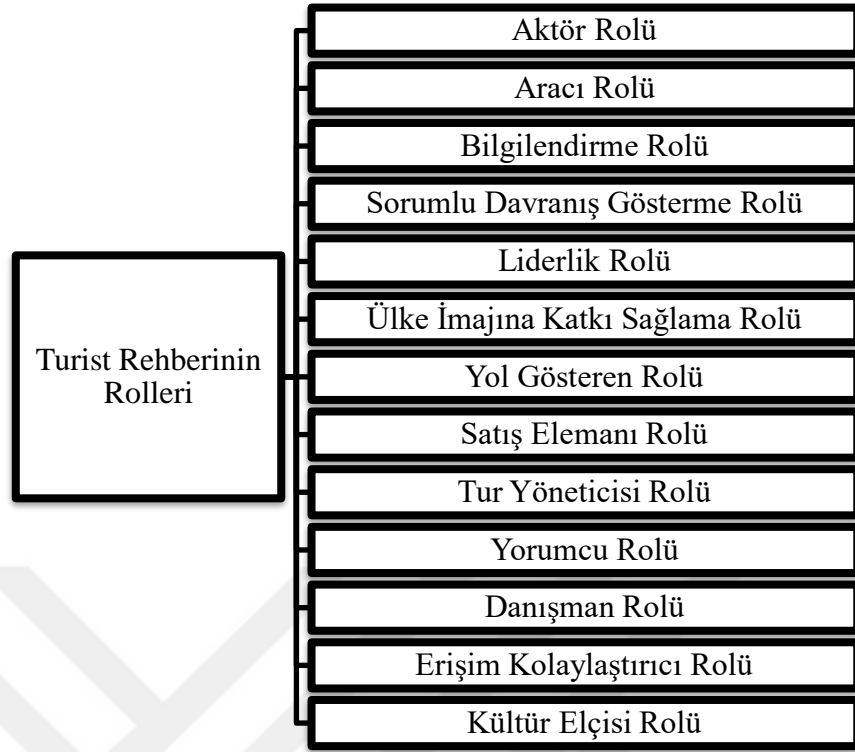 Turist Rehberinin
Rolleri
Aktör Rolü
Aracı Rolü
Bilgilendirme Rolü
Sorumlu Davranış Gösterme Rolü
Liderlik Rolü
Ülke İmajına Katkı Sağlama Rolü
Yol Gösteren Rolü
Satış Elemanı Rolü
Tur Yöneticisi Rolü
Yorumcu Rolü
Danışman Rolü
Erişim Kolaylaştırıcı Rolü
Kültür Elçisi Rolü